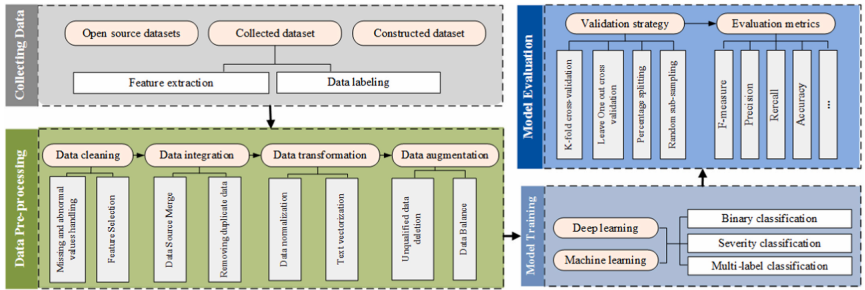 Collecting Data
Open source datasets
Collected dataset
Constructed dataset
Feature extraction
Data labeling
Data Pre-processing
Data cleaning
Data integration
Data transformation
Data augmentation
Missing and abnormal
values handling
Feature Selection
Data Source Merge
Removing duplicate data
Data normalization
Text vectorization
Unqualified data
deletion
Data Balance
Model Training
Deep learning
Machine learning
Binary classification
Severity classification
Multi-label classification
Model Evaluation
Validation strategy
Evaluation metrics
K-fold cross-validation
Leave One out cross
validation
Percentage splitting
Random sub-sampling
F-measure
Precision
Rercall
Accuracy
...